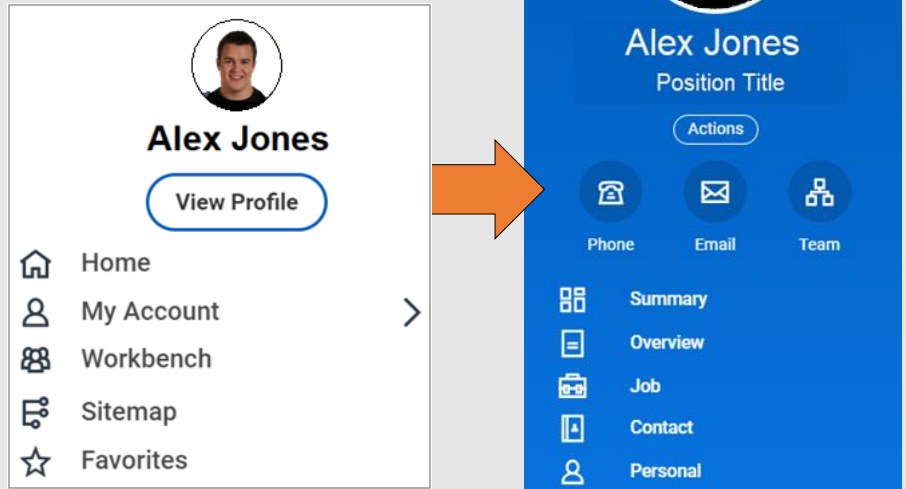 Alex Jones
View Profile
Home
My Account
Workbench
Sitemap
Favorites
Alex Jones
Position Title
Actions
Phone Email Team
Summary
Overview
Job
Contact
Personal